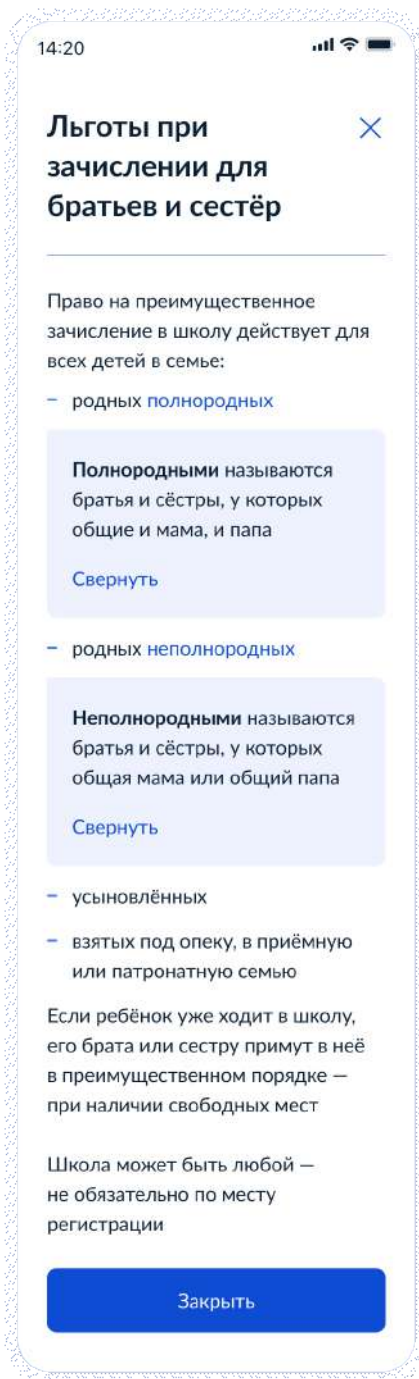 14:20
Льготы при
зачислении для
братьев и сестёр
Право на преимущественное
зачисление в школу действует для
всех детей в семье:
– родных полнородных
Полнородными называются
братья и сёстры, у которых
общие и мама, и папа
Свернуть
– родных неполнородных
Неполнородными называются
братья и сёстры, у которых
общая мама или общий папа
Свернуть
– усыновлённых
– взятых под опеку, в приёмную
или патронатную семью
Если ребёнок уже ходит в школу,
его брата или сестру примут в неё
в преимущественном порядке —
при наличии свободных мест
Школа может быть любой —
не обязательно по месту
регистрации
Закрыть